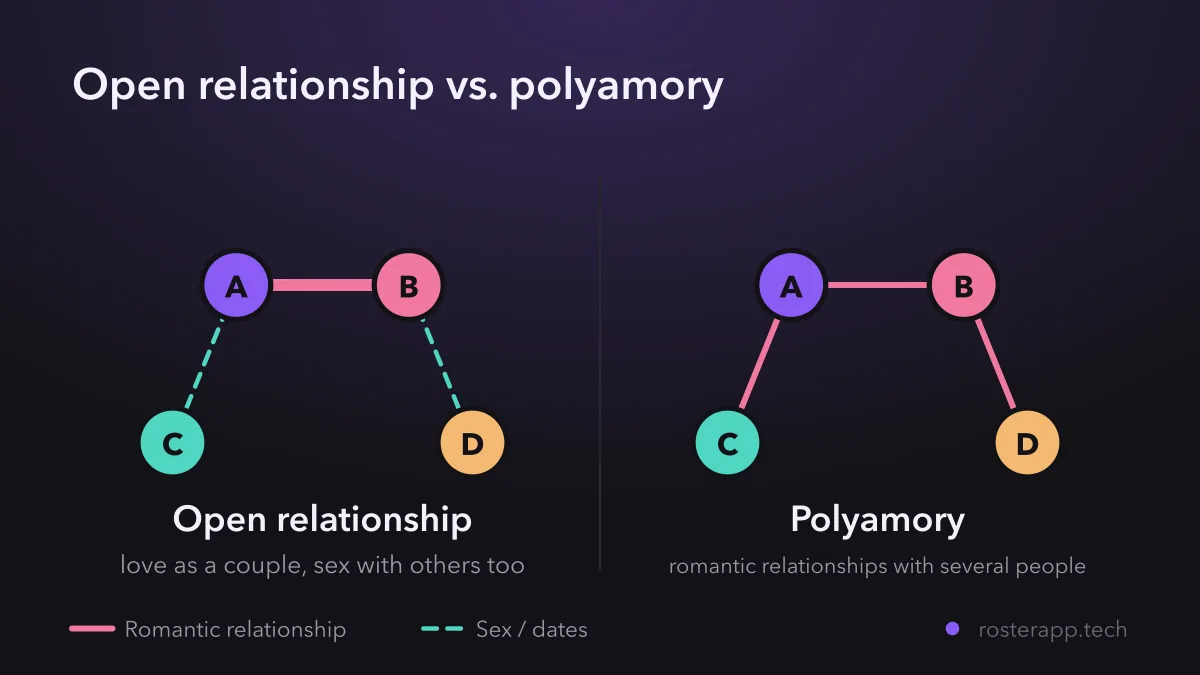 Open relationship vs. polyamory
A
B
C
D
Open relationship
love as a couple, sex with others too
A
B
C
D
Polyamory
romantic relationships with several people
Romantic relationship
Sex / dates
rosterapp.tech